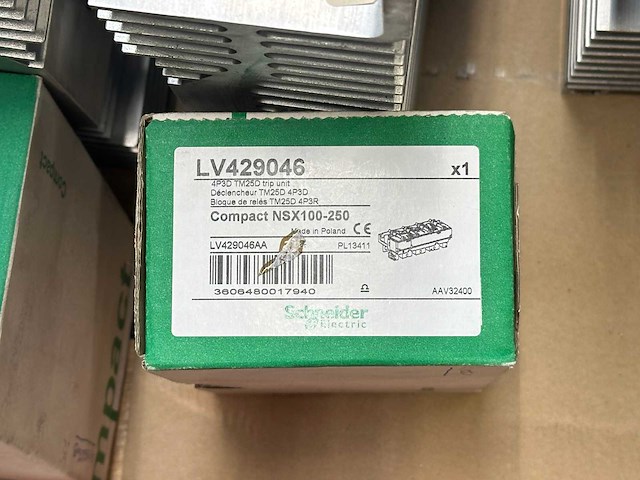 LV429046 x1
4P3D TM25D trip unit
Déclencheur TM25D 4P3D
Bloque de relés TM25D 4P3R
Compact NSX100-250
Made in Poland CE
LV429046AA PL13411
3606480017940
AAV32400
Schneider
Electric
Compact